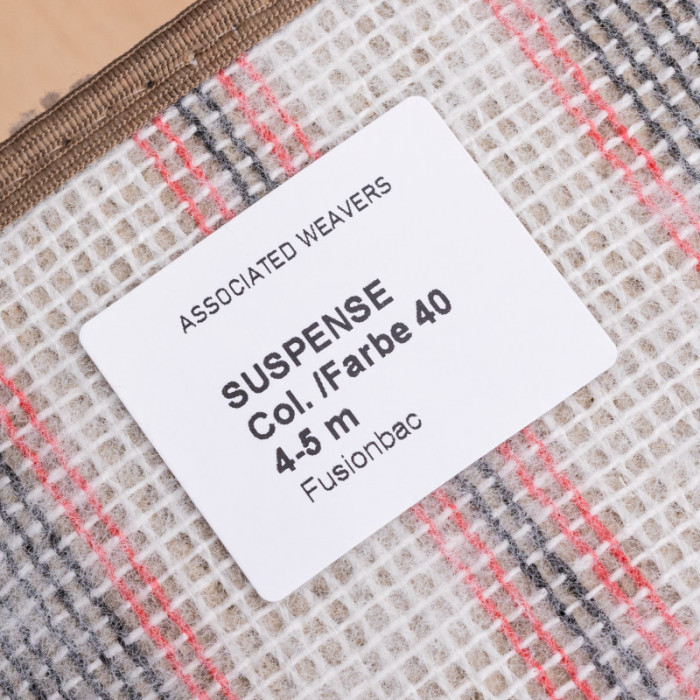 ASSOCIATED WEAVERS
SUSPENSE
Col. /Farbe 40
4-5 m
Fusionbac